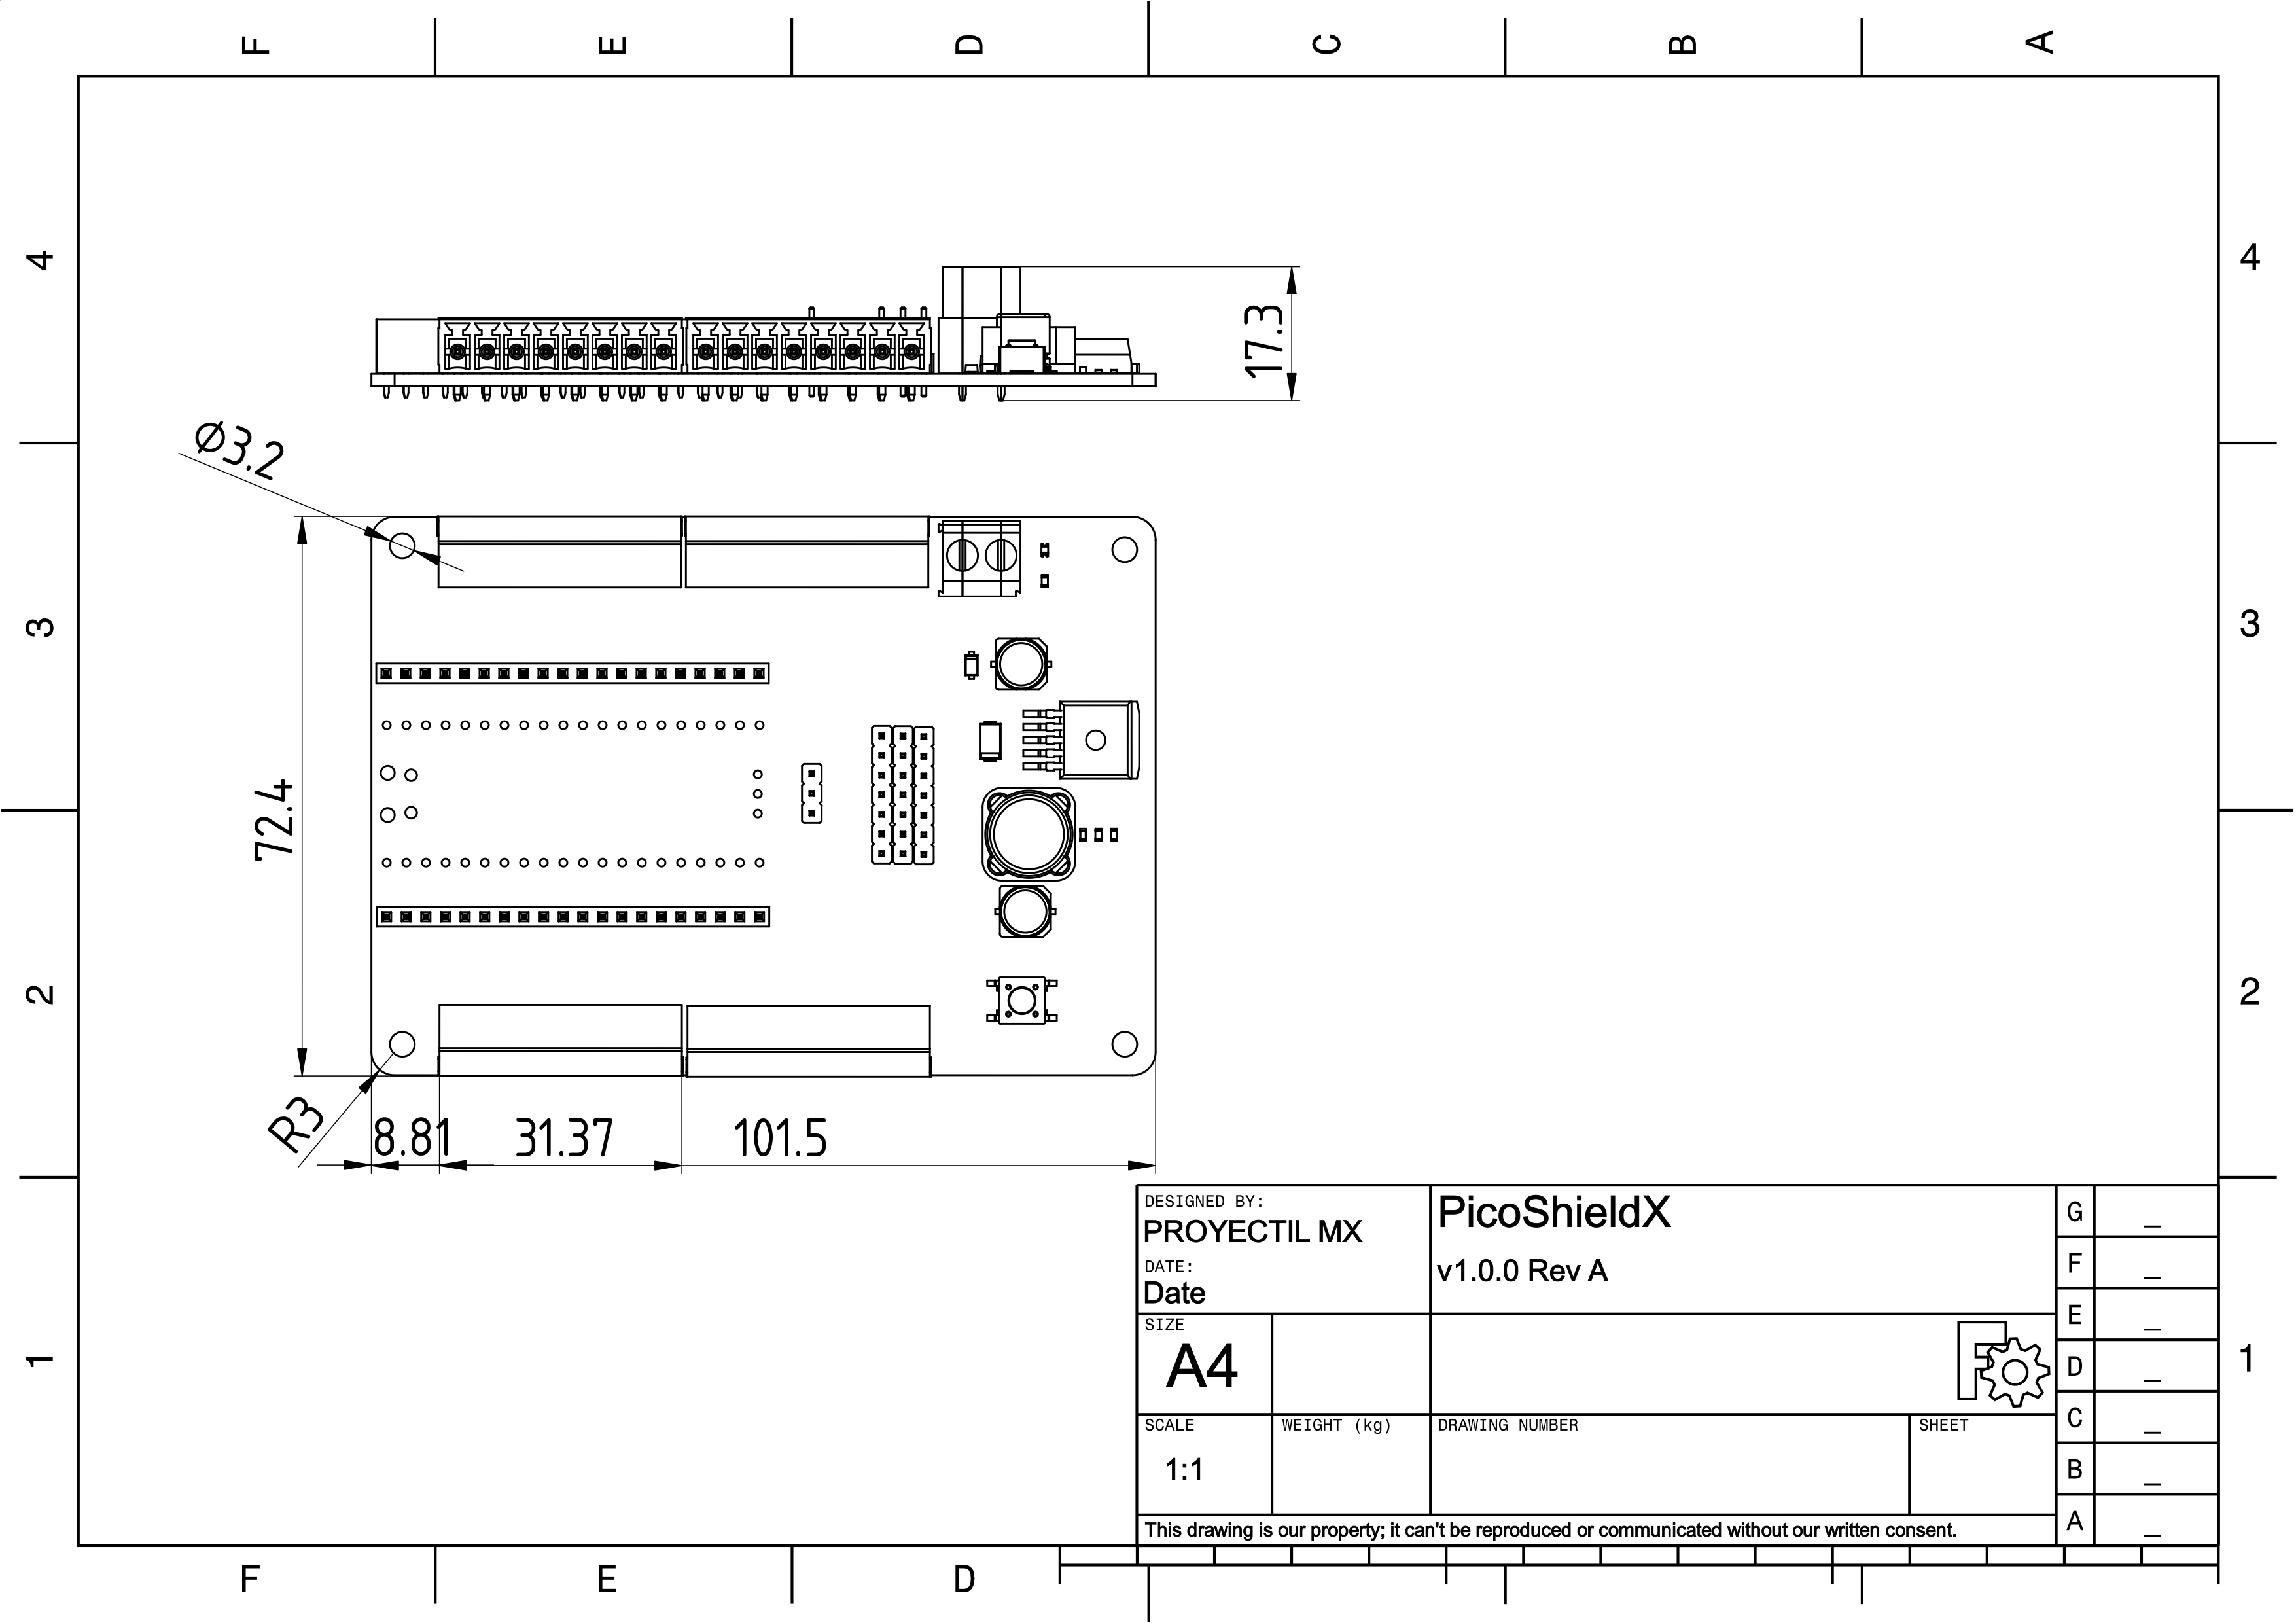 F E D C B A
4 4
17.3
Ø3.2
3 3
72.4
2 2
R3
8.81 31.37 101.5
DESIGNED BY:
PROYECTIL MX
DATE:
Date
PicoShieldX
v1.0.0 Rev A
G _
F _
E _
D _
C _
B _
A _
SIZE
A4
1 1
SCALE
1:1
WEIGHT (kg)
DRAWING NUMBER
SHEET
This drawing is our property; it can't be reproduced or communicated without our written consent.
F E D